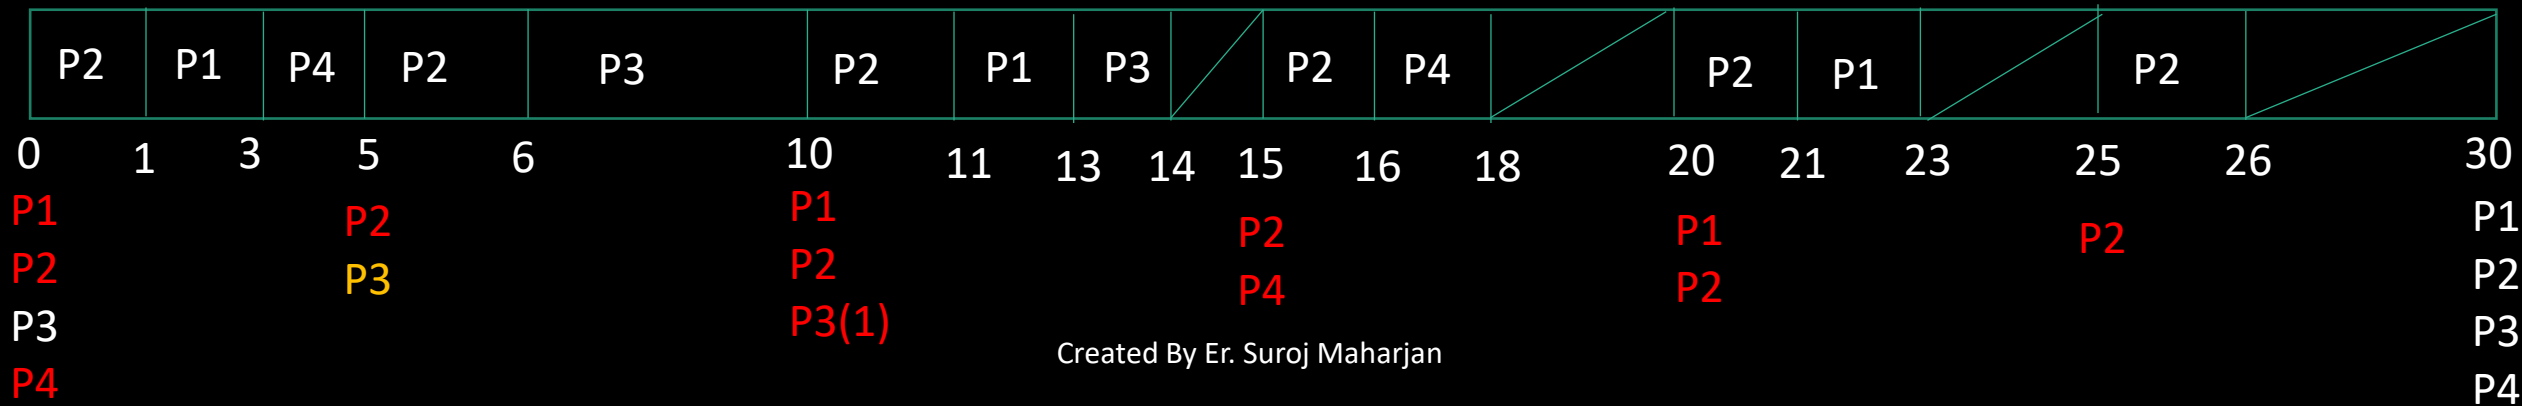 P2 P1 P4 P2 P3 P2 P1 P3 P2 P4 P2 P1 P2
0 1 3 5 6 10 11 13 14 15 16 18 20 21 23 25 26 30
P1 P2 P1 P2 P1 P2 P1
P2 P3 P2 P4 P2 P2
P3 P3(1) P3
P4 P4
Created By Er. Suroj Maharjan